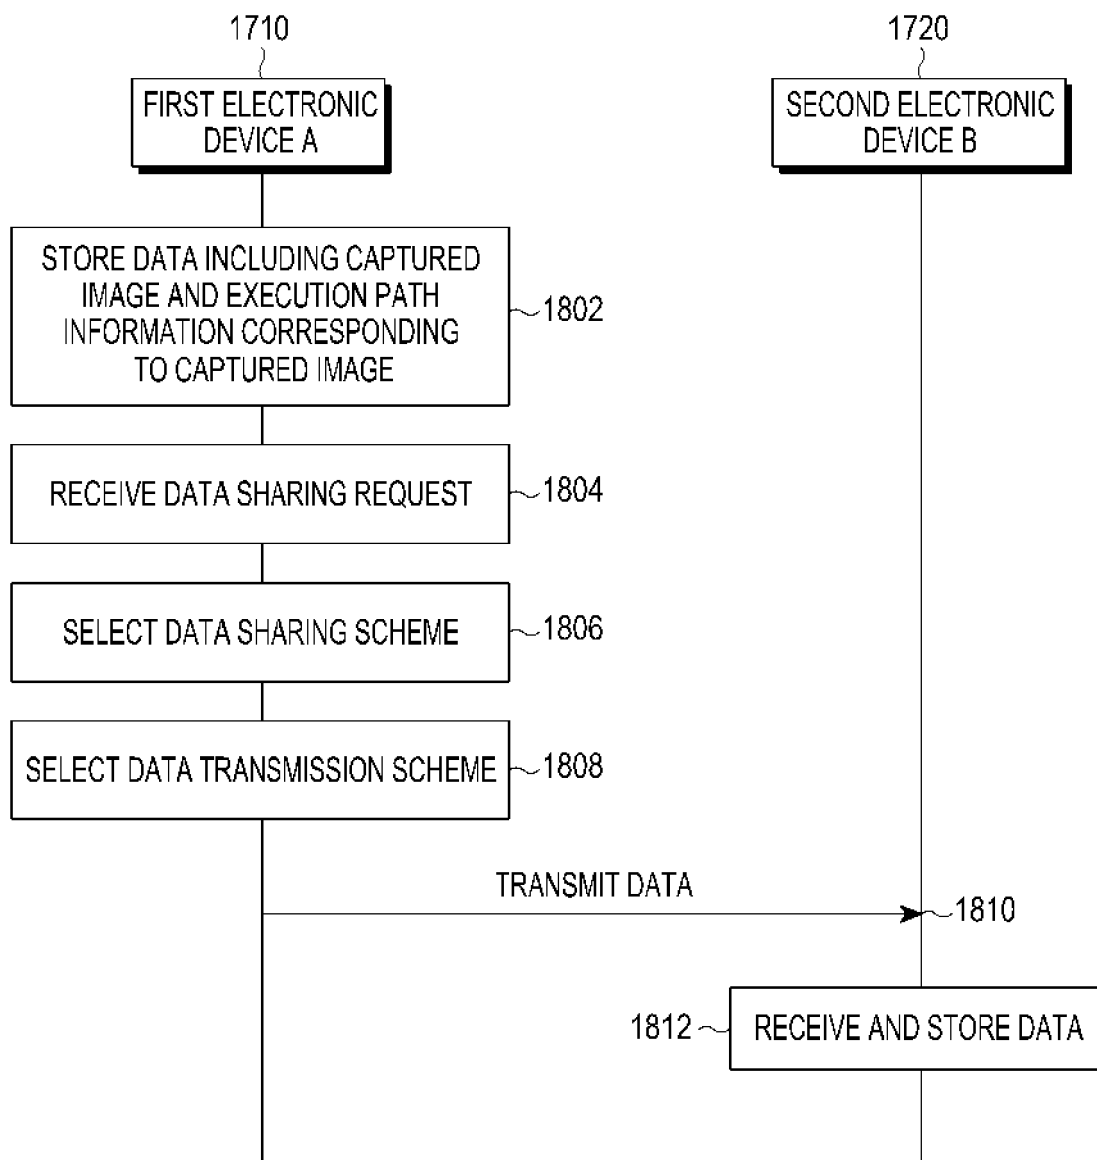 1710
1720
FIRST ELECTRONIC
DEVICE A
SECOND ELECTRONIC
DEVICE B
STORE DATA INCLUDING CAPTURED
IMAGE AND EXECUTION PATH
INFORMATION CORRESPONDING
TO CAPTURED IMAGE
1802
RECEIVE DATA SHARING REQUEST
1804
SELECT DATA SHARING SCHEME
1806
SELECT DATA TRANSMISSION SCHEME
1808
TRANSMIT DATA
1810
1812
RECEIVE AND STORE DATA